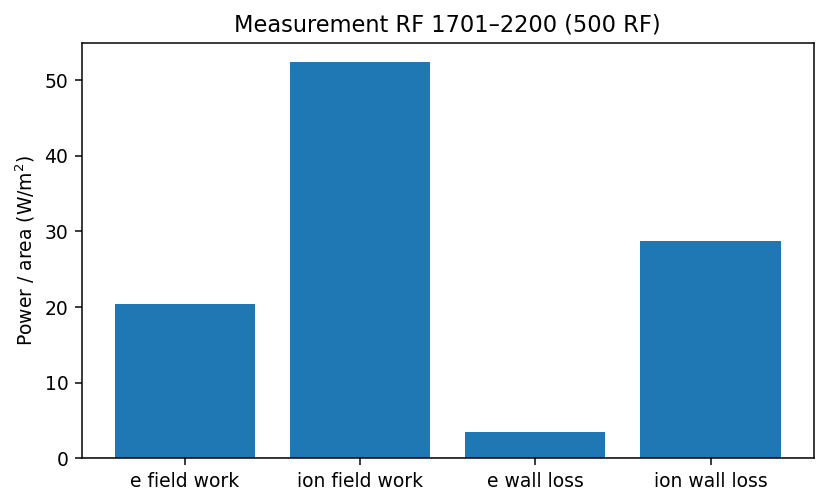 Measurement RF 1701–2200 (500 RF)
Power / area (W/m²)
50
40
30
20
10
0
e field work
ion field work
e wall loss
ion wall loss